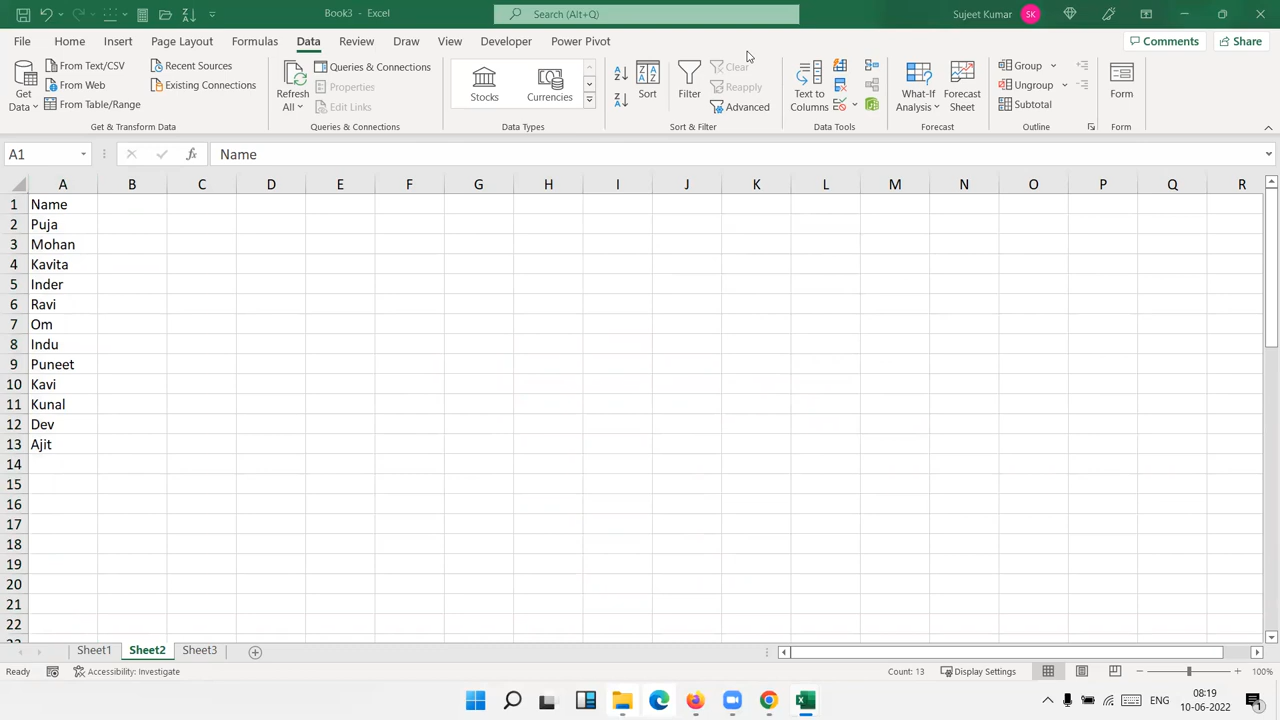 Book3 - Excel
Search (Alt+Q)
Sujeet Kumar
SK
File
Home
Insert
Page Layout
Formulas
Data
Review
View
Draw
Developer
Power Pivot
Comments
Share
Get Data
From Text/CSV
From Web
From Table/Range
Recent Sources
Existing Connections
Get & Transform Data
Refresh All
Queries & Connections
Properties
Edit Links
Queries & Connections
Stocks
Currencies
Data Types
Sort
Filter
Clear
Reapply
Advanced
Sort & Filter
Text to Columns
Data Tools
What-If Analysis
Forecast Sheet
Forecast
Group
Ungroup
Subtotal
Outline
Form
Form
A1
fx
Name
A B C D E F G H I J K L M N O P Q R
1 Name
2 Puja
3 Mohan
4 Kavita
5 Inder
6 Ravi
7 Om
8 Indu
9 Puneet
10 Kavi
11 Kunal
12 Dev
13 Ajit
14
15
16
17
18
19
20
21
22
Sheet1 Sheet2 Sheet3
Ready
Accessibility: Investigate
Count: 13
Display Settings
100%
ENG
08:19
10-06-2022
1